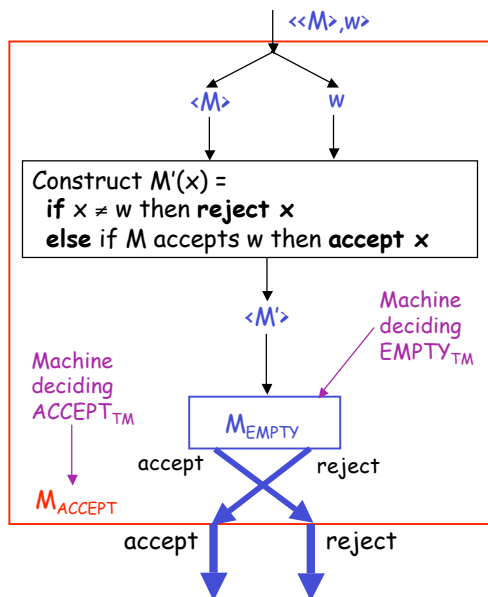 <<M>,w>
<M> w
Construct M'(x) =
if x ≠ w then reject x
else if M accepts w then accept x
<M'>
Machine
deciding
EMPTY_TM
Machine
deciding
ACCEPT_TM
M_EMPTY
accept reject
M_ACCEPT
accept reject